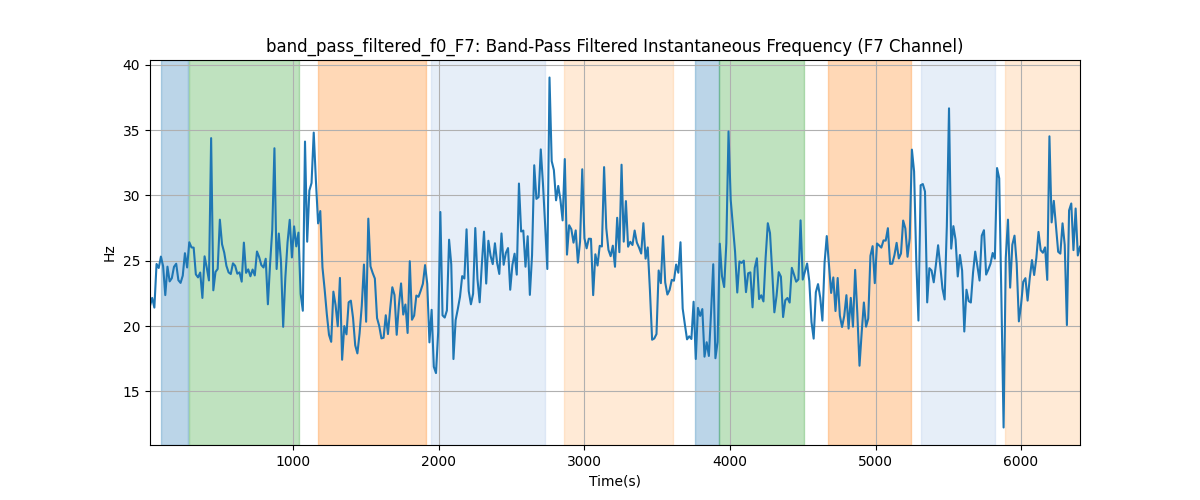 band_pass_filtered_f0_F7: Band-Pass Filtered Instantaneous Frequency (F7 Channel)
40
35
30
25
20
15
Hz
1000 2000 3000 4000 5000 6000
Time(s)